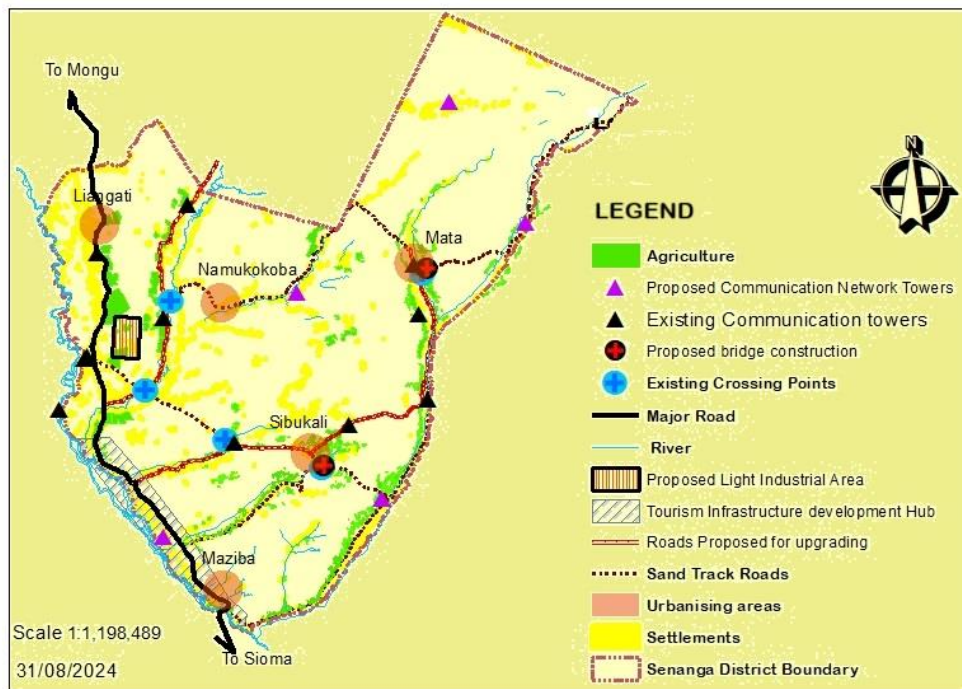 To Mongu
Liangati
Namukokoba
Mata
Sibukali
Maziba
Scale 1:1,198,489
To Sioma
31/08/2024
N
LEGEND
Agriculture
Proposed Communication Network Towers
Existing Communication towers
Proposed bridge construction
Existing Crossing Points
Major Road
River
Proposed Light Industrial Area
Tourism Infrastructure development Hub
Roads Proposed for upgrading
Sand Track Roads
Urbanising areas
Settlements
Senanga District Boundary